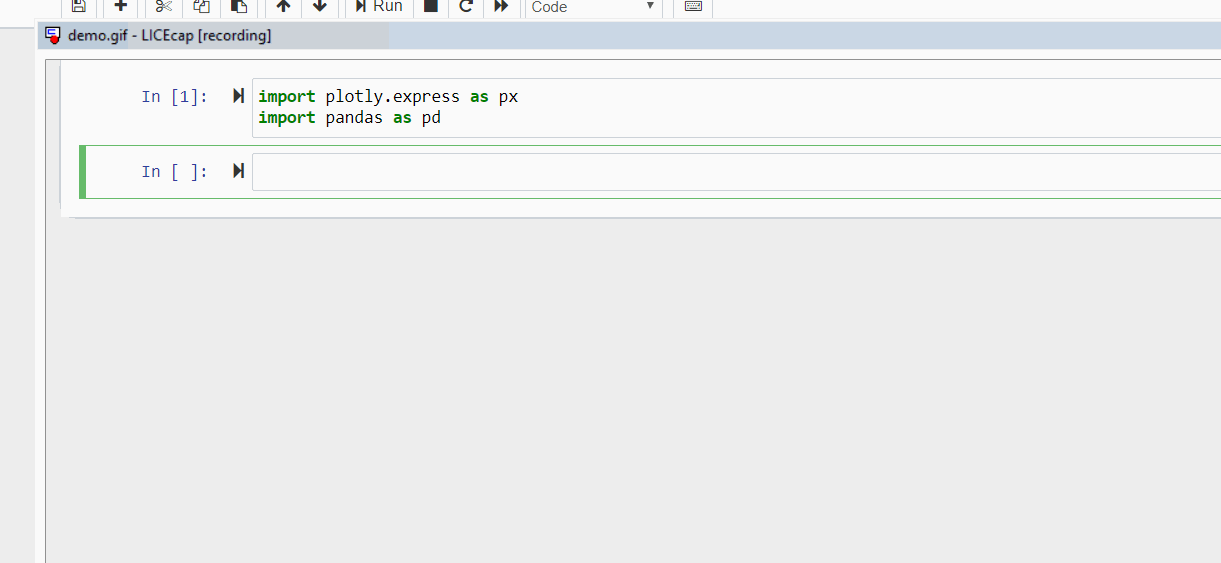 Run
Code
demo.gif - LICEcap [recording]
In [1]:
import plotly.express as px
import pandas as pd
In [ ]: